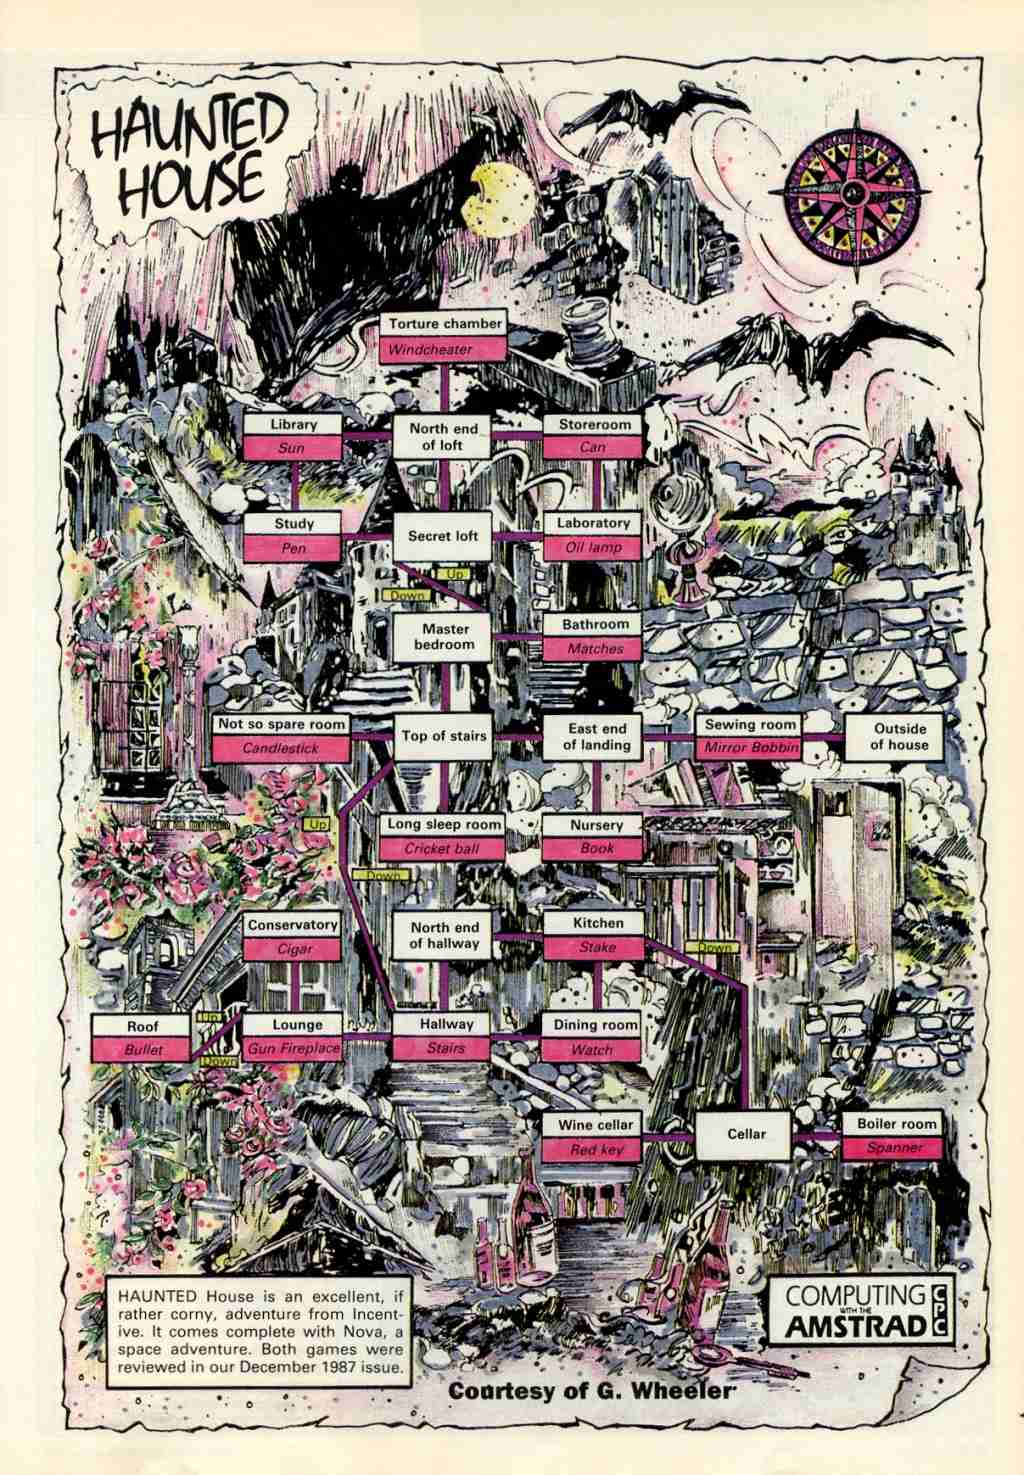 HAUNTED
HOUSE
Torture chamber
Windcheater
Library
Sun
North end
of loft
Storeroom
Can
Study
Pen
Secret loft
Laboratory
Oil lamp
Up
Down
Master
bedroom
Bathroom
Matches
Not so spare room
Candlestick
Top of stairs
East end
of landing
Sewing room
Mirror Bobbin
Outside
of house
Up
Long sleep room
Cricket ball
Nursery
Book
Down
Conservatory
Cigar
North end
of hallway
Kitchen
Stake
Down
Roof
Bullet
Up
Down
Lounge
Gun Fireplace
Hallway
Stairs
Dining room
Watch
Wine cellar
Red key
Cellar
Boiler room
Spanner
HAUNTED House is an excellent, if
rather corny, adventure from Incent-
ive. It comes complete with Nova, a
space adventure. Both games were
reviewed in our December 1987 issue.
COMPUTING
WITH THE
AMSTRAD
CPC
Courtesy of G. Wheeler